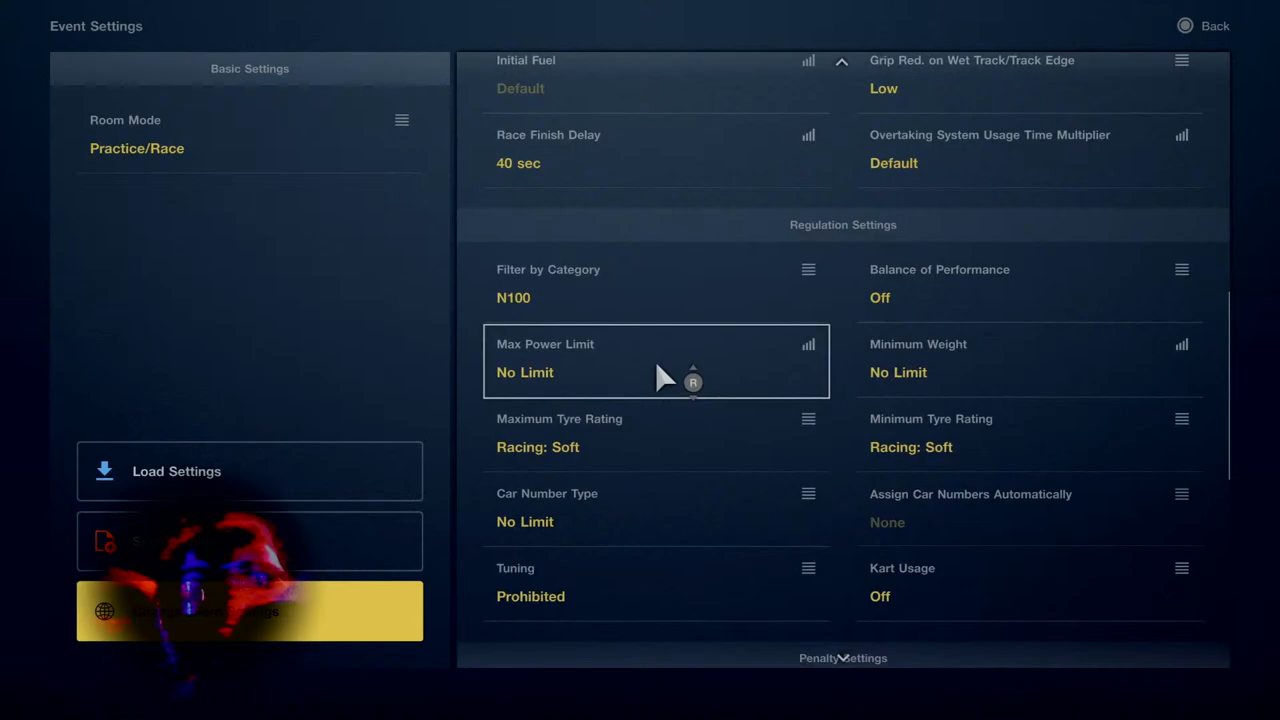 Event Settings
Back
Basic Settings
Room Mode
Practice/Race
Load Settings
Initial Fuel
Default
Grip Red. on Wet Track/Track Edge
Low
Race Finish Delay
40 sec
Overtaking System Usage Time Multiplier
Default
Regulation Settings
Filter by Category
N100
Balance of Performance
Off
Max Power Limit
No Limit
R
Minimum Weight
No Limit
Maximum Tyre Rating
Racing: Soft
Minimum Tyre Rating
Racing: Soft
Car Number Type
No Limit
Assign Car Numbers Automatically
None
Tuning
Prohibited
Kart Usage
Off
Penalty Settings